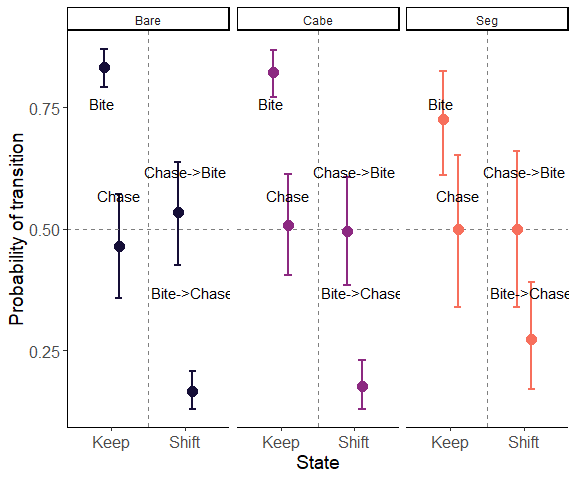 Bare
Cabe
Seg
Probability of transition
0.75
0.50
0.25
Bite
Chase
Chase->Bite
Bite->Chase
Bite
Chase
Chase->Bite
Bite->Chase
Bite
Chase
Chase->Bite
Bite->Chase
Keep
Shift
Keep
Shift
Keep
Shift
State